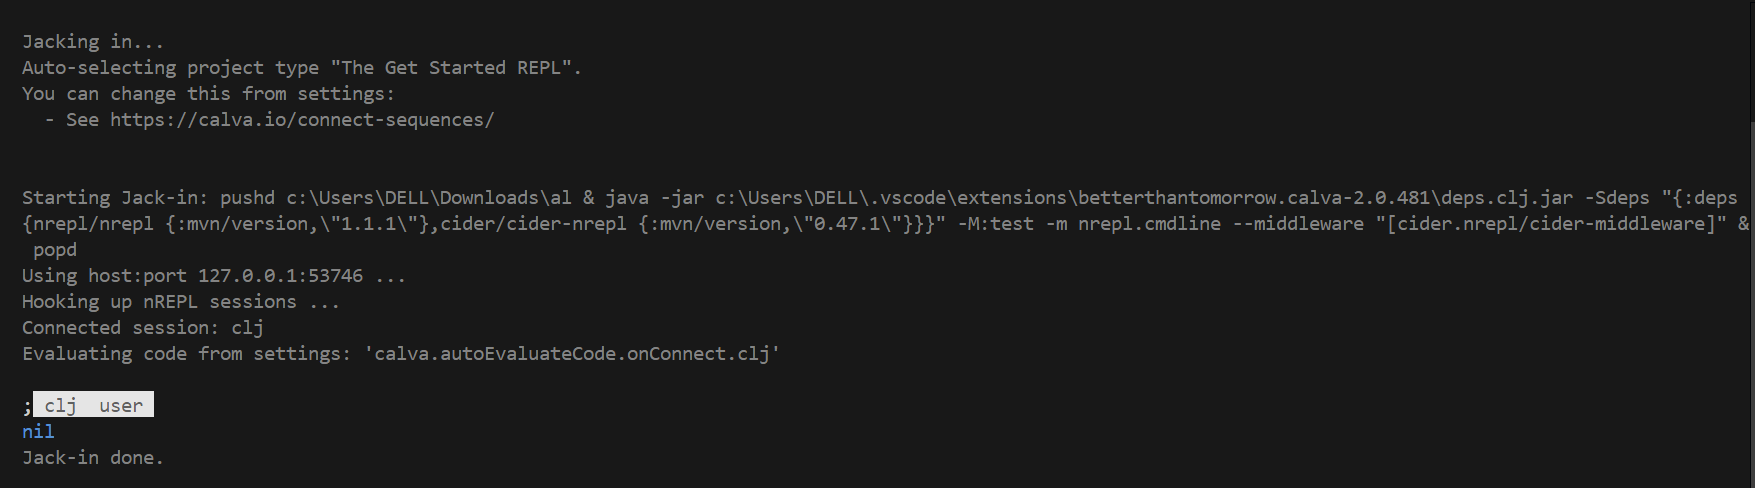 Jacking in...
Auto-selecting project type "The Get Started REPL".
You can change this from settings:
  - See https://calva.io/connect-sequences/
Starting Jack-in: pushd c:\Users\DELL\Downloads\al & java -jar c:\Users\DELL\.vscode\extensions\betterthantomorrow.calva-2.0.481\deps.clj.jar -Sdeps "{:deps
{nrepl/nrepl {:mvn/version,\"1.1.1\"},cider/cider-nrepl {:mvn/version,\"0.47.1\"}}}" -M:test -m nrepl.cmdline --middleware "[cider.nrepl/cider-middleware]" &
 popd
Using host:port 127.0.0.1:53746 ...
Hooking up nREPL sessions ...
Connected session: clj
Evaluating code from settings: 'calva.autoEvaluateCode.onConnect.clj'
; clj  user
nil
Jack-in done.